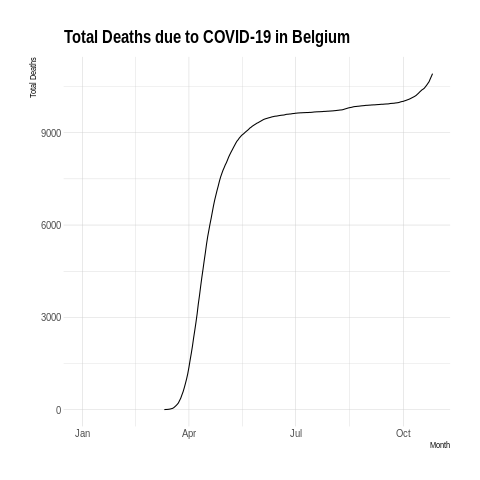 Total Deaths due to COVID-19 in Belgium
Total Deaths
9000
6000
3000
0
Jan Apr Jul Oct
Month